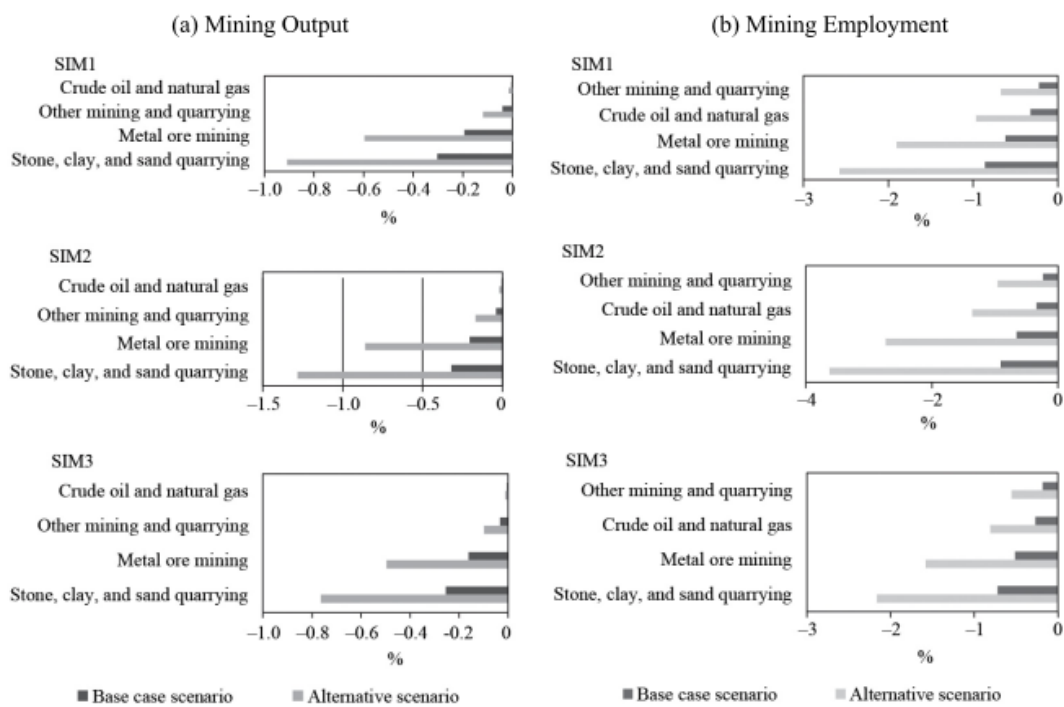 (a) Mining Output
SIM1
Crude oil and natural gas
Other mining and quarrying
Metal ore mining
Stone, clay, and sand quarrying
–1.0 –0.8 –0.6 –0.4 –0.2 0
%
SIM2
Crude oil and natural gas
Other mining and quarrying
Metal ore mining
Stone, clay, and sand quarrying
–1.5 –1.0 –0.5 0
%
SIM3
Crude oil and natural gas
Other mining and quarrying
Metal ore mining
Stone, clay, and sand quarrying
–1.0 –0.8 –0.6 –0.4 –0.2 0
%
Base case scenario Alternative scenario
(b) Mining Employment
SIM1
Other mining and quarrying
Crude oil and natural gas
Metal ore mining
Stone, clay, and sand quarrying
–3 –2 –1 0
%
SIM2
Other mining and quarrying
Crude oil and natural gas
Metal ore mining
Stone, clay, and sand quarrying
–4 –2 0
%
SIM3
Other mining and quarrying
Crude oil and natural gas
Metal ore mining
Stone, clay, and sand quarrying
–3 –2 –1 0
%
Base case scenario Alternative scenario